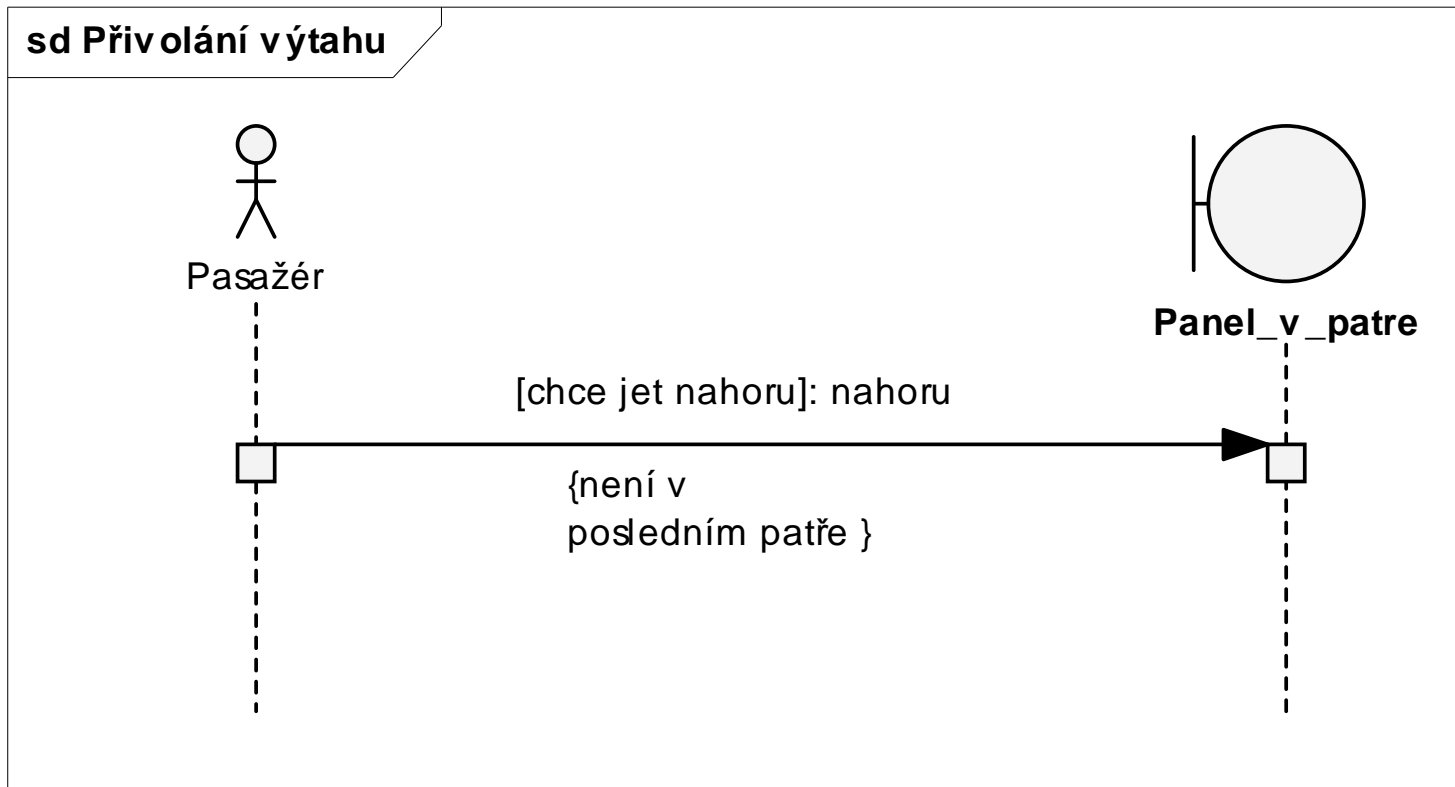 sd Přivolání výtahu
Pasažér
Panel_v_patre
[chce jet nahoru]: nahoru
{není v
posledním patře }